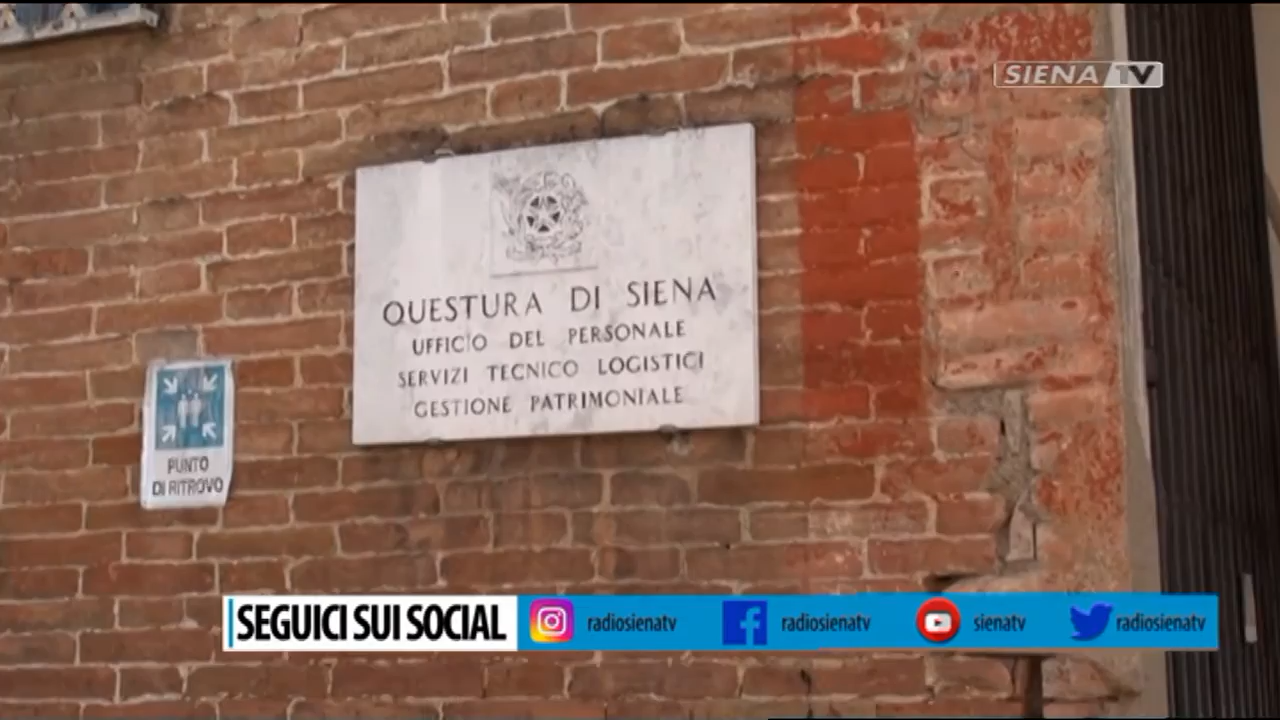 SIENA TV
QUESTURA DI SIENA
UFFICIO DEL PERSONALE
SERVIZI TECNICO LOGISTICI
GESTIONE PATRIMONIALE
PUNTO
DI RITROVO
SEGUICI SUI SOCIAL radiosienatv radiosienatv sienatv radiosienatv